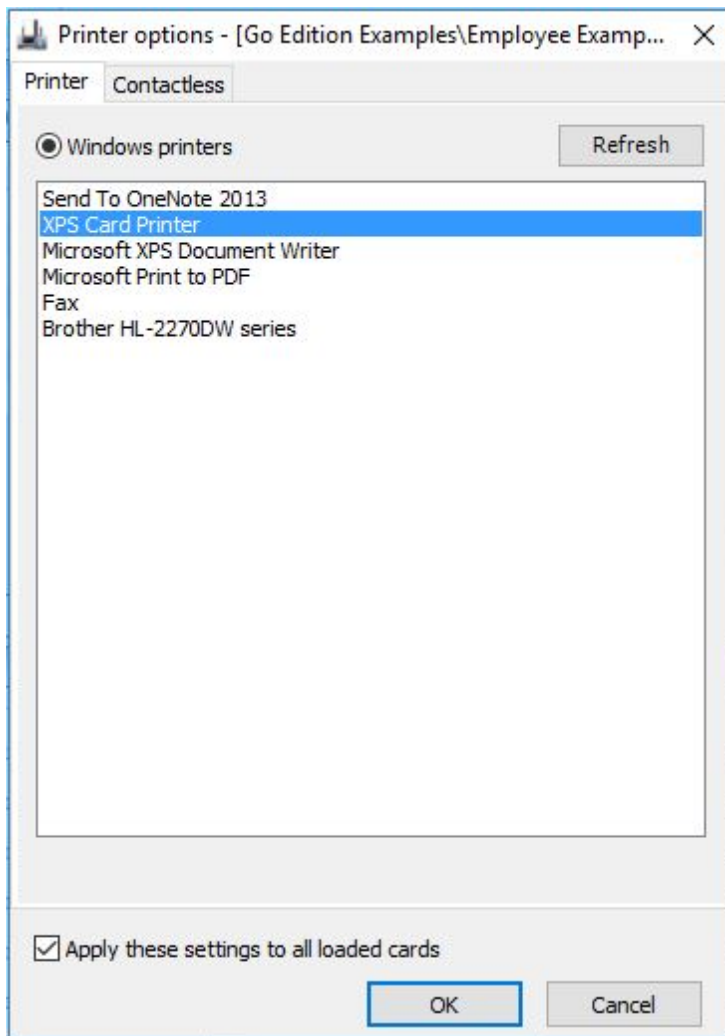 Printer options - [Go Edition Examples\Employee Examp...
Printer Contactless
Windows printers Refresh
Send To OneNote 2013
XPS Card Printer
Microsoft XPS Document Writer
Microsoft Print to PDF
Fax
Brother HL-2270DW series
Apply these settings to all loaded cards
OK Cancel